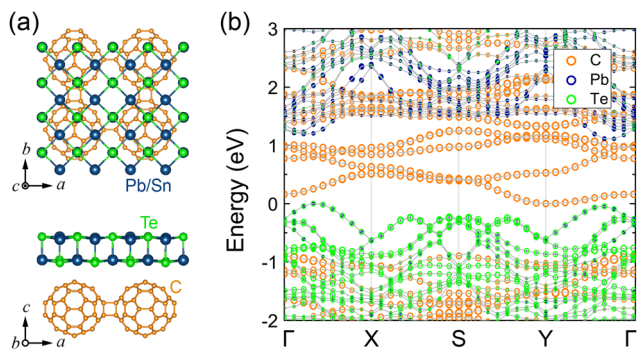 (a)
b
c
a
Pb/Sn
Te
C
c
b
a
(b)
Energy (eV)
3
2
1
0
-1
-2
C
Pb
Te
Γ X S Y Γ